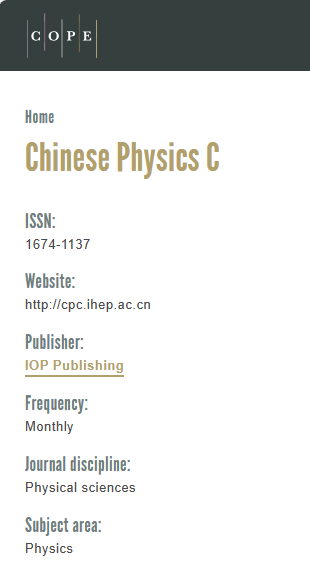 COPE
Home
Chinese Physics C
ISSN:
1674-1137
Website:
http://cpc.ihep.ac.cn
Publisher:
IOP Publishing
Frequency:
Monthly
Journal discipline:
Physical sciences
Subject area:
Physics